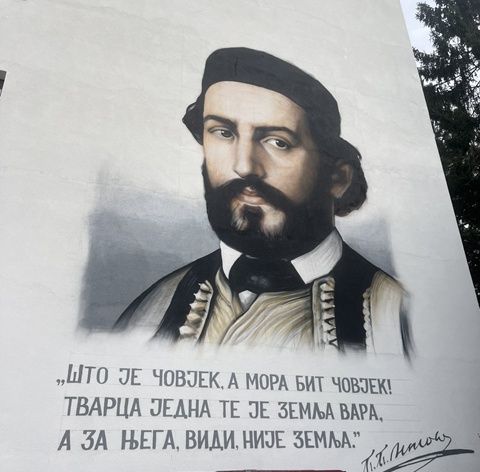 „ШТО ЈЕ ЧОВЈЕК, А МОРА БИТ ЧОВЈЕК!
ТВАРЦА ЈЕДНА ТЕ ЈЕ ЗЕМЉА ВАРА,
А ЗА ЊЕГА, ВИДИ, НИЈЕ ЗЕМЉА.”